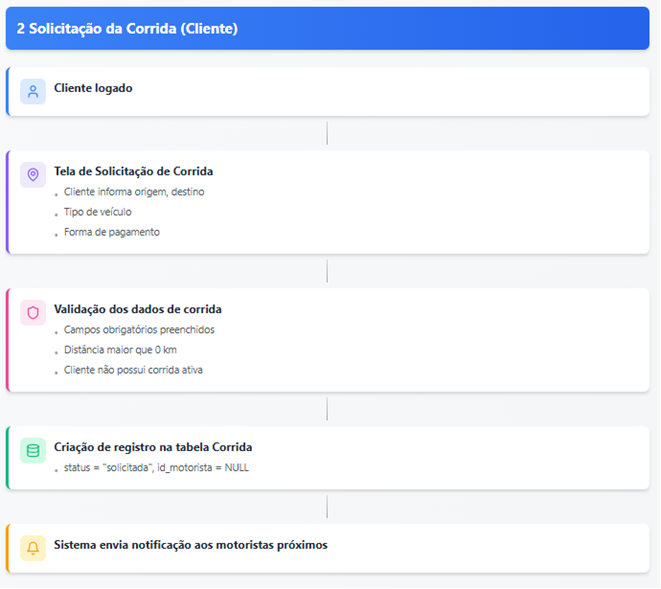 2 Solicitação da Corrida (Cliente)
Cliente logado
Tela de Solicitação de Corrida
• Cliente informa origem, destino
• Tipo de veículo
• Forma de pagamento
Validação dos dados de corrida
• Campos obrigatórios preenchidos
• Distância maior que 0 km
• Cliente não possui corrida ativa
Criação de registro na tabela Corrida
• status = "solicitada", id_motorista = NULL
Sistema envia notificação aos motoristas próximos